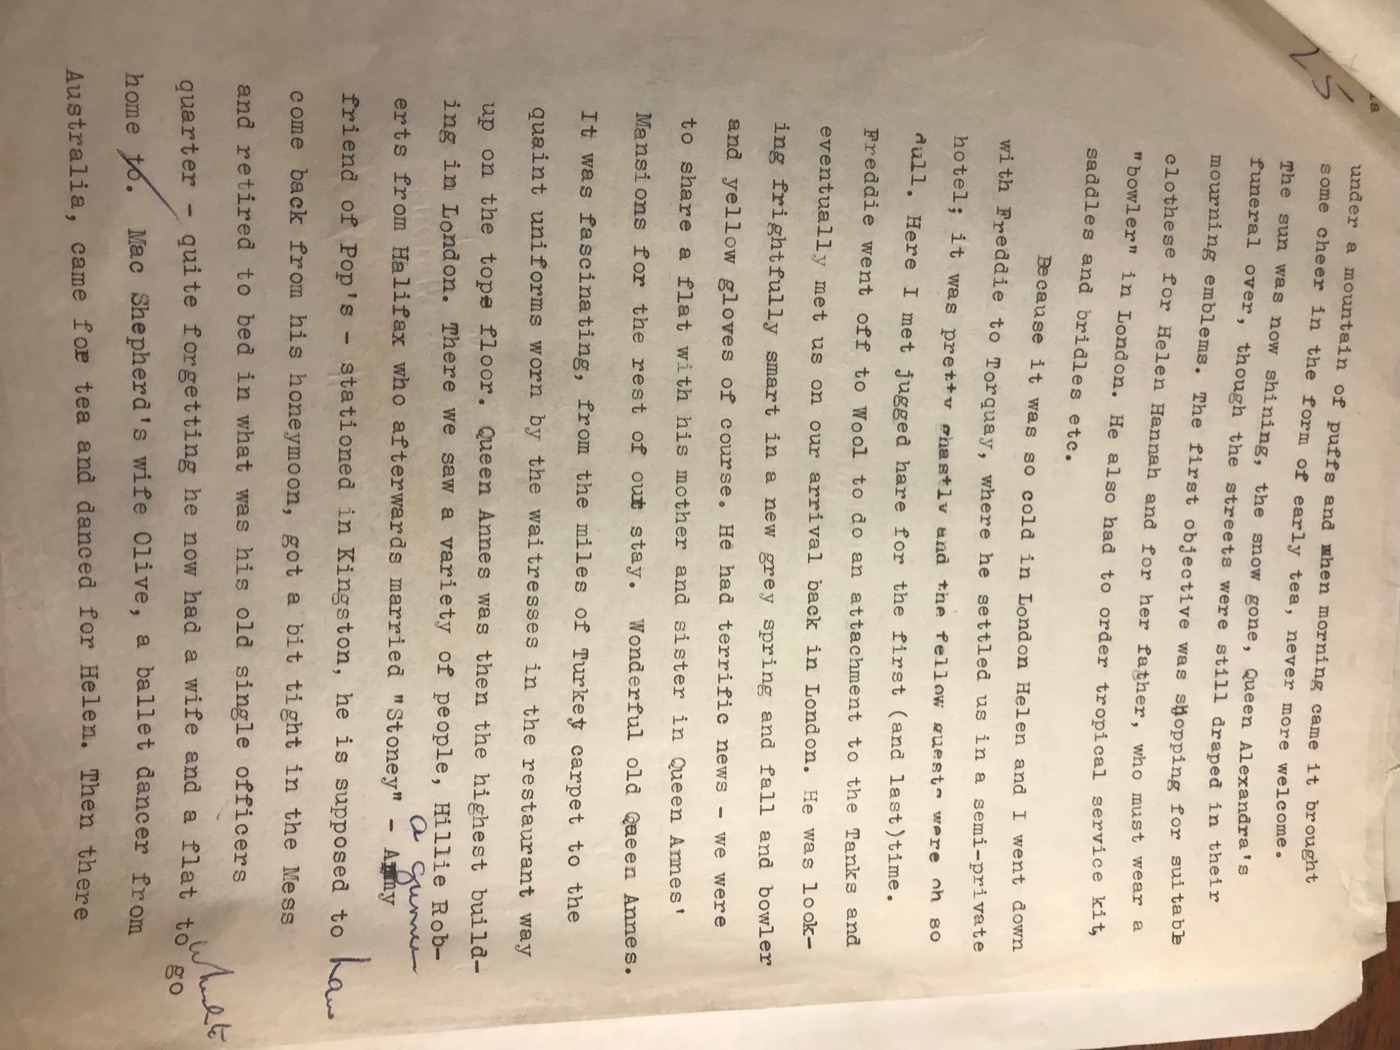 25
under a mountain of puffs and when morning came it brought
some cheer in the form of early tea, never more welcome.
The sun was now shining, the snow gone, Queen Alexandra's
funeral over, though the streets were still draped in their
mourning emblems. The first objective was shopping for suitable
clothese for Helen Hannah and for her father, who must wear a
"bowler" in London. He also had to order tropical service kit,
saddles and bridles etc.
Because it was so cold in London Helen and I went down
with Freddie to Torquay, where he settled us in a semi-private
hotel; it was pretty ghastly and the fellow guests were oh so
dull. Here I met jugged hare for the first (and last)time.
Freddie went off to Wool to do an attachment to the Tanks and
eventually met us on our arrival back in London. He was look-
ing frightfully smart in a new grey spring and fall and bowler
and yellow gloves of course. He had terrific news - we were
to share a flat with his mother and sister in Queen Annes'
Mansions for the rest of out stay. Wonderful old Queen Annes.
It was fascinating, from the miles of Turkey carpet to the
quaint uniforms worn by the waitresses in the restaurant way
up on the tope floor. Queen Annes was then the highest build-
ing in London. There we saw a variety of people, Hillie Rob-
erts from Halifax who afterwards married "Stoney" - Army
a gunner
friend of Pop's - stationed in Kingston, he is supposed to have
come back from his honeymoon, got a bit tight in the Mess
and retired to bed in what was his old single officers
quarter - quite forgetting he now had a wife and a flat to go
home to. Mac Shepherd's wife Olive, a ballet dancer from
Australia, came for tea and danced for Helen. Then there